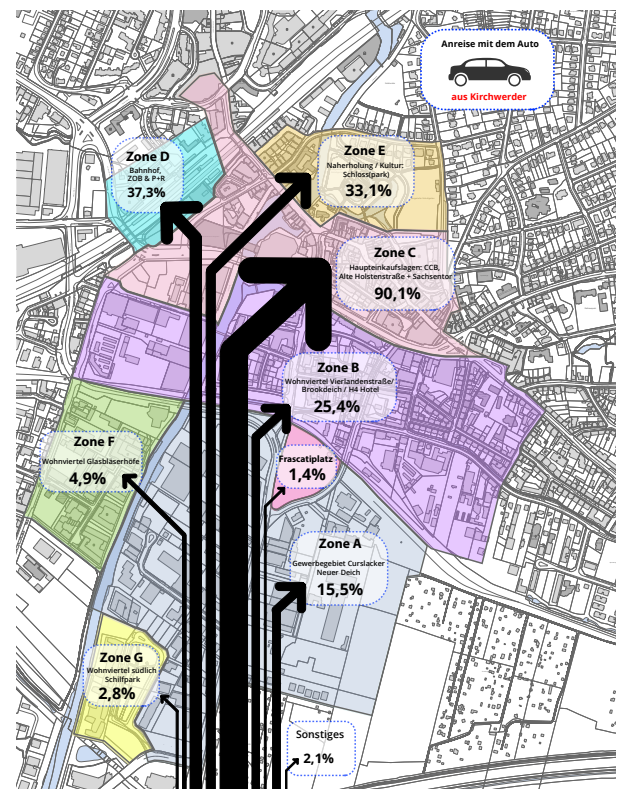 Anreise mit dem Auto
aus Kirchwerder
Zone E
Naherholung / Kultur:
Schloss(park)
33,1%
Zone D
Bahnhof,
ZOB & P+R
37,3%
Zone C
Haupteinkaufslagen: CCB,
Alte Holstenstraße + Sachsentor
90,1%
Zone B
Wohnviertel Vierlandenstraße/
Brookdeich / H4 Hotel
25,4%
Zone F
Wohnviertel Glasbläserhöfe
4,9%
Frascatiplatz
1,4%
Zone A
Gewerbegebiet Curslacker
Neuer Deich
15,5%
Zone G
Wohnviertel südlich
Schilfpark
2,8%
Sonstiges
2,1%